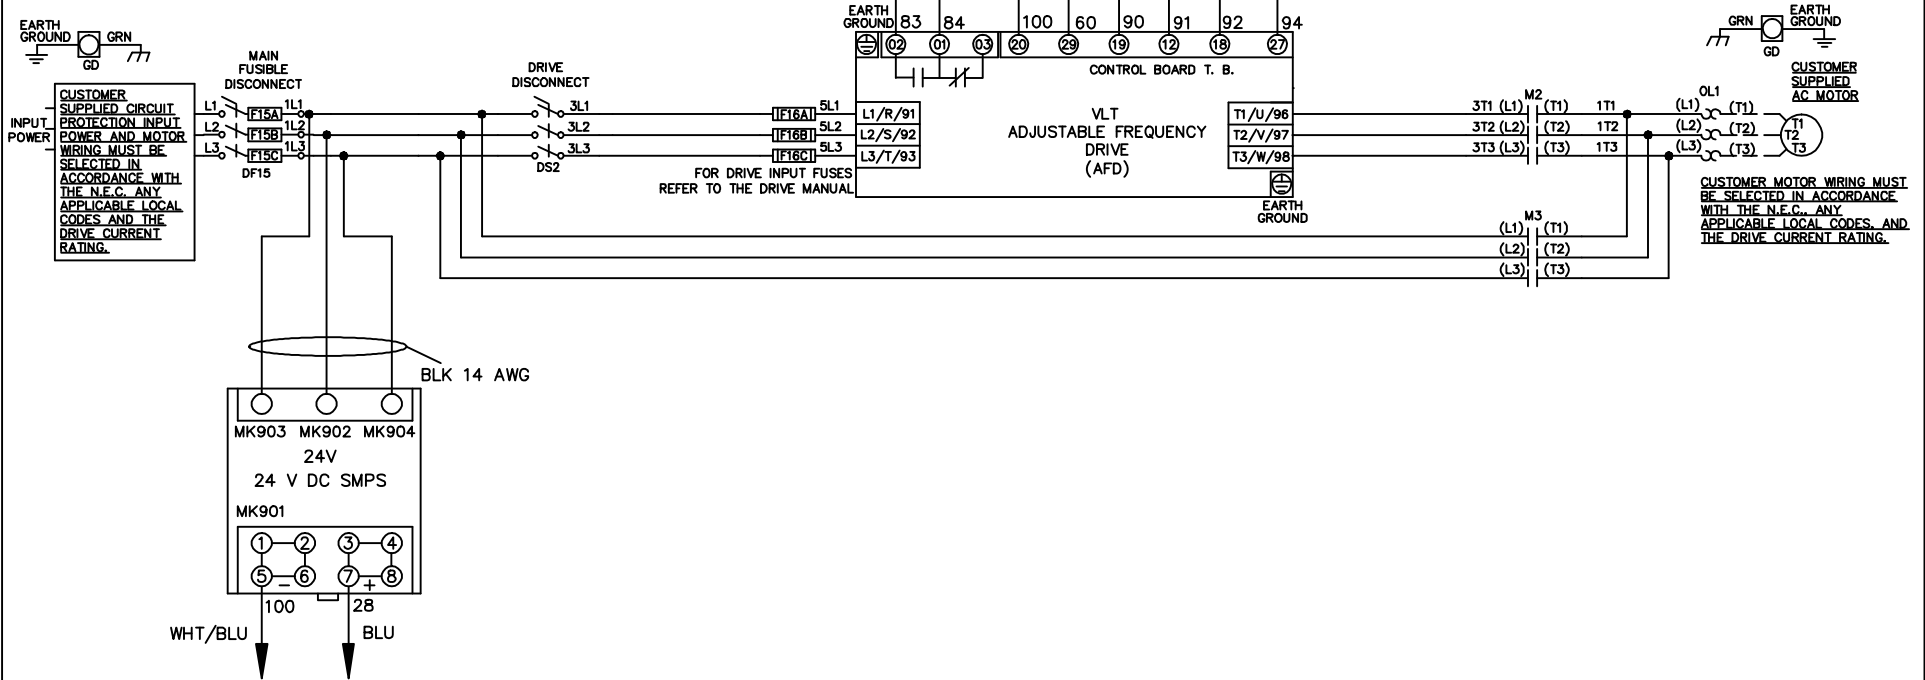 EARTH
GROUND
GRN
GD
MAIN
FUSIBLE
DISCONNECT
INPUT
POWER
CUSTOMER
SUPPLIED CIRCUIT
PROTECTION INPUT
POWER AND MOTOR
WIRING MUST BE
SELECTED IN
ACCORDANCE WITH
THE N.E.C. ANY
APPLICABLE LOCAL
CODES AND THE
DRIVE CURRENT
RATING.
L1 F15A 1L1
L2 F15B 1L2
L3 F15C 1L3
DF15
DRIVE
DISCONNECT
3L1
3L2
3L3
DS2
F16A 5L1
F16B 5L2
F16C 5L3
FOR DRIVE INPUT FUSES
REFER TO THE DRIVE MANUAL
EARTH
GROUND
83 84 100 60 90 91 92 94
02 01 03 20 29 19 12 18 27
CONTROL BOARD T. B.
L1/R/91
L2/S/92
L3/T/93
VLT
ADJUSTABLE FREQUENCY
DRIVE
(AFD)
T1/U/96
T2/V/97
T3/W/98
EARTH
GROUND
M2
3T1 (L1) (T1) 1T1
3T2 (L2) (T2) 1T2
3T3 (L3) (T3) 1T3
M3
(L1) (T1)
(L2) (T2)
(L3) (T3)
OL1
(L1) (T1)
(L2) (T2)
(L3) (T3)
T1
T2
T3
GRN
GD
EARTH
GROUND
CUSTOMER
SUPPLIED
AC MOTOR
CUSTOMER MOTOR WIRING MUST
BE SELECTED IN ACCORDANCE
WITH THE N.E.C., ANY
APPLICABLE LOCAL CODES, AND
THE DRIVE CURRENT RATING.
BLK 14 AWG
MK903 MK902 MK904
24V
24 V DC SMPS
MK901
1 2 3 4
5 6 7 8
− +
100 28
WHT/BLU BLU